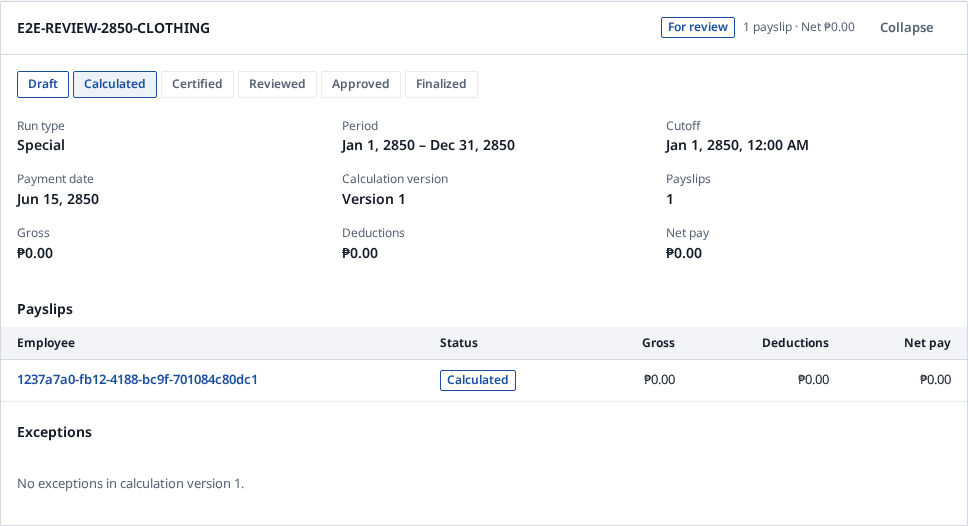 E2E-REVIEW-2850-CLOTHING For review 1 payslip · Net ₱0.00 Collapse
Draft Calculated Certified Reviewed Approved Finalized
Run type Period Cutoff
Special Jan 1, 2850 – Dec 31, 2850 Jan 1, 2850, 12:00 AM
Payment date Calculation version Payslips
Jun 15, 2850 Version 1 1
Gross Deductions Net pay
₱0.00 ₱0.00 ₱0.00
Payslips
Employee Status Gross Deductions Net pay
1237a7a0-fb12-4188-bc9f-701084c80dc1 Calculated ₱0.00 ₱0.00 ₱0.00
Exceptions
No exceptions in calculation version 1.